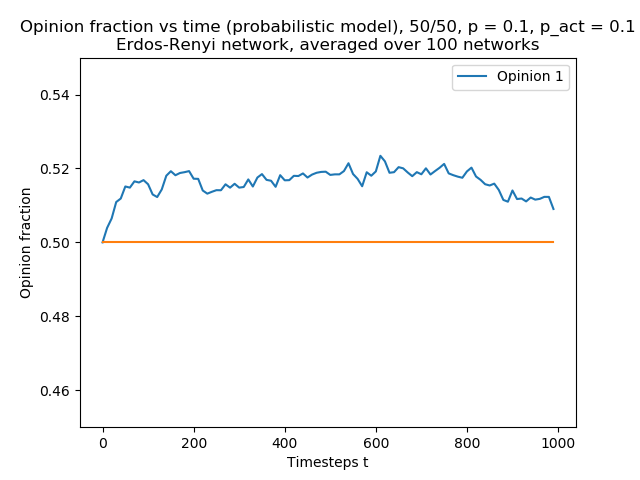 Opinion fraction vs time (probabilistic model), 50/50, p = 0.1, p_act = 0.1
Erdos-Renyi network, averaged over 100 networks
Opinion 1
0.54
0.52
0.50
0.48
0.46
Opinion fraction
0 200 400 600 800 1000
Timesteps t